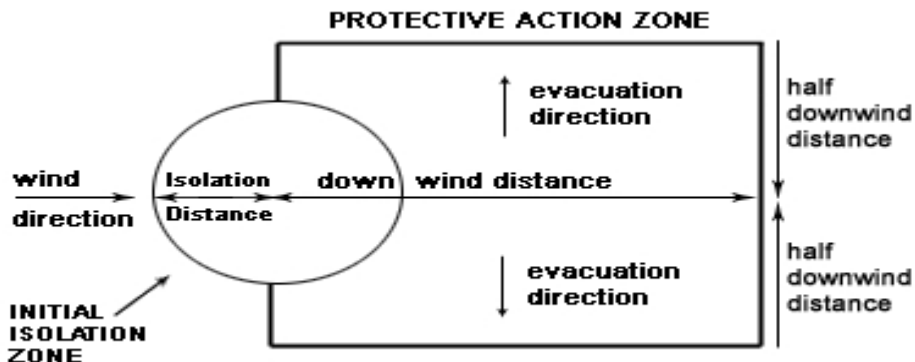 PROTECTIVE ACTION ZONE
evacuation
direction
half
downwind
distance
wind
direction
Isolation
Distance
down wind distance
evacuation
direction
half
downwind
distance
INITIAL
ISOLATION
ZONE